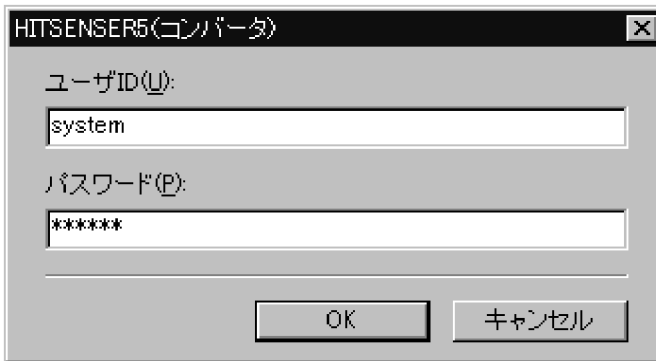 HITSENSER5(コンバータ)
ユーザID(U):
system
パスワード(P):
******
OK キャンセル